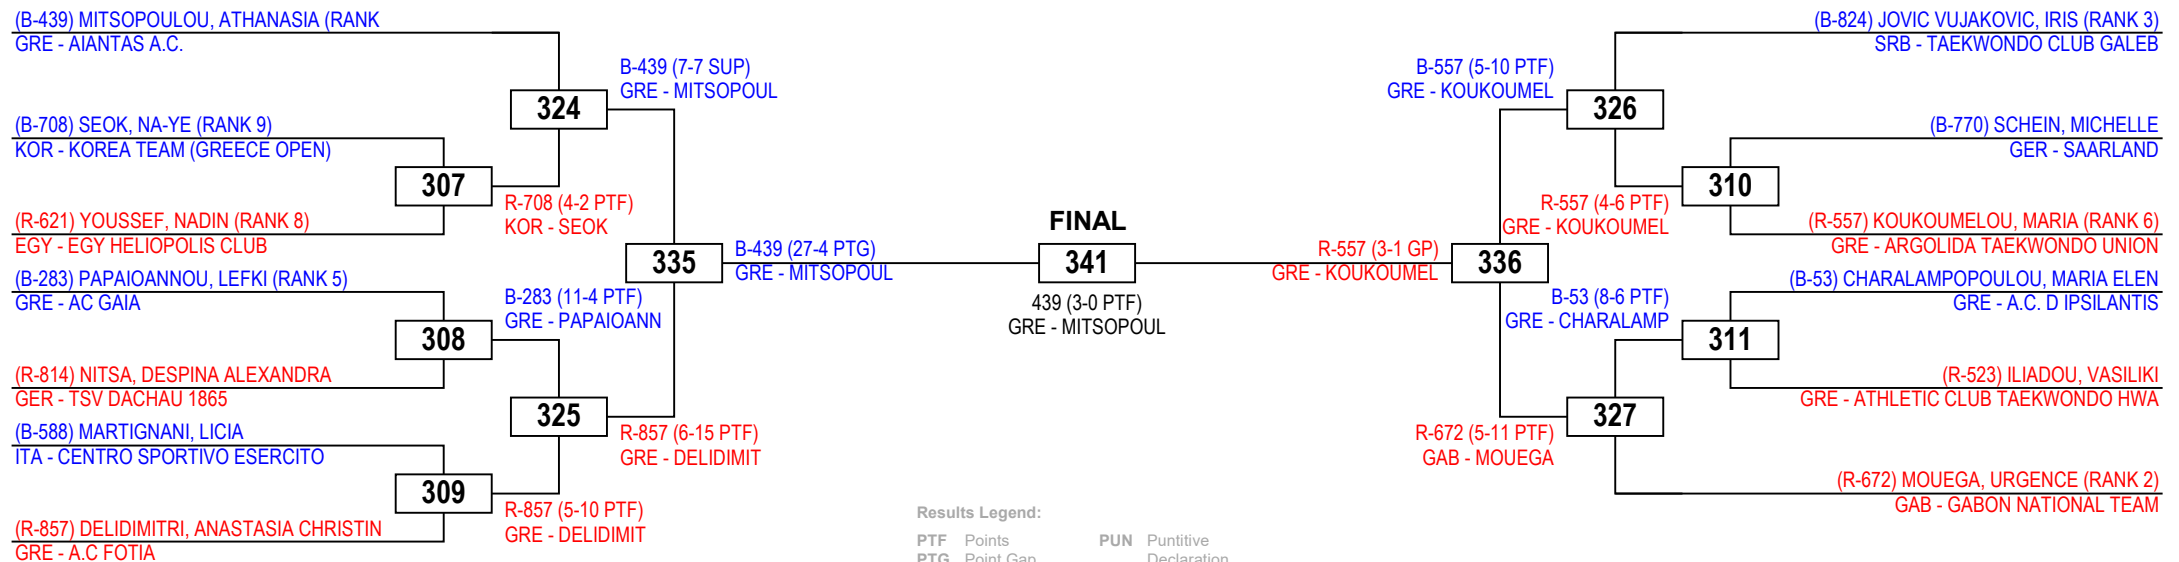 (B-439) MITSOPOULOU, ATHANASIA (RANK
GRE - AIANTAS A.C.
(B-708) SEOK, NA-YE (RANK 9)
KOR - KOREA TEAM (GREECE OPEN)
(R-621) YOUSSEF, NADIN (RANK 8)
EGY - EGY HELIOPOLIS CLUB
(B-283) PAPAIOANNOU, LEFKI (RANK 5)
GRE - AC GAIA
(R-814) NITSA, DESPINA ALEXANDRA
GER - TSV DACHAU 1865
(B-588) MARTIGNANI, LICIA
ITA - CENTRO SPORTIVO ESERCITO
(R-857) DELIDIMITRI, ANASTASIA CHRISTIN
GRE - A.C FOTIA
307
308
309
R-708 (4-2 PTF)
KOR - SEOK
B-283 (11-4 PTF)
GRE - PAPAIOANN
R-857 (5-10 PTF)
GRE - DELIDIMIT
324
325
B-439 (7-7 SUP)
GRE - MITSOPOUL
R-857 (6-15 PTF)
GRE - DELIDIMIT
335
B-439 (27-4 PTG)
GRE - MITSOPOUL
FINAL
341
439 (3-0 PTF)
GRE - MITSOPOUL
R-557 (3-1 GP)
GRE - KOUKOUMEL
336
B-557 (5-10 PTF)
GRE - KOUKOUMEL
R-672 (5-11 PTF)
GAB - MOUEGA
326
327
R-557 (4-6 PTF)
GRE - KOUKOUMEL
B-53 (8-6 PTF)
GRE - CHARALAMP
310
311
(B-824) JOVIC VUJAKOVIC, IRIS (RANK 3)
SRB - TAEKWONDO CLUB GALEB
(B-770) SCHEIN, MICHELLE
GER - SAARLAND
(R-557) KOUKOUMELOU, MARIA (RANK 6)
GRE - ARGOLIDA TAEKWONDO UNION
(B-53) CHARALAMPOPOULOU, MARIA ELEN
GRE - A.C. D IPSILANTIS
(R-523) ILIADOU, VASILIKI
GRE - ATHLETIC CLUB TAEKWONDO HWA
(R-672) MOUEGA, URGENCE (RANK 2)
GAB - GABON NATIONAL TEAM
Results Legend:
PTF Points PUN Puntitive
PTG Point Gap Declaration